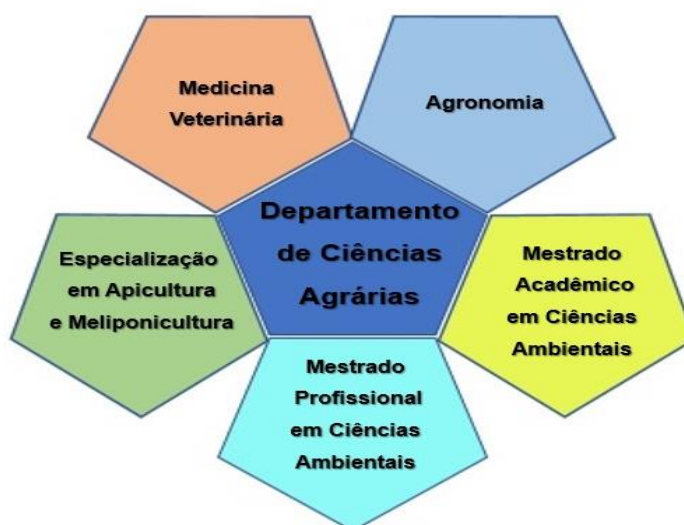 Medicina
Veterinária
Agronomia
Departamento
de Ciências
Agrárias
Especialização
em Apicultura
e Meliponicultura
Mestrado
Acadêmico
em Ciências
Ambientais
Mestrado
Profissional
em Ciências
Ambientais